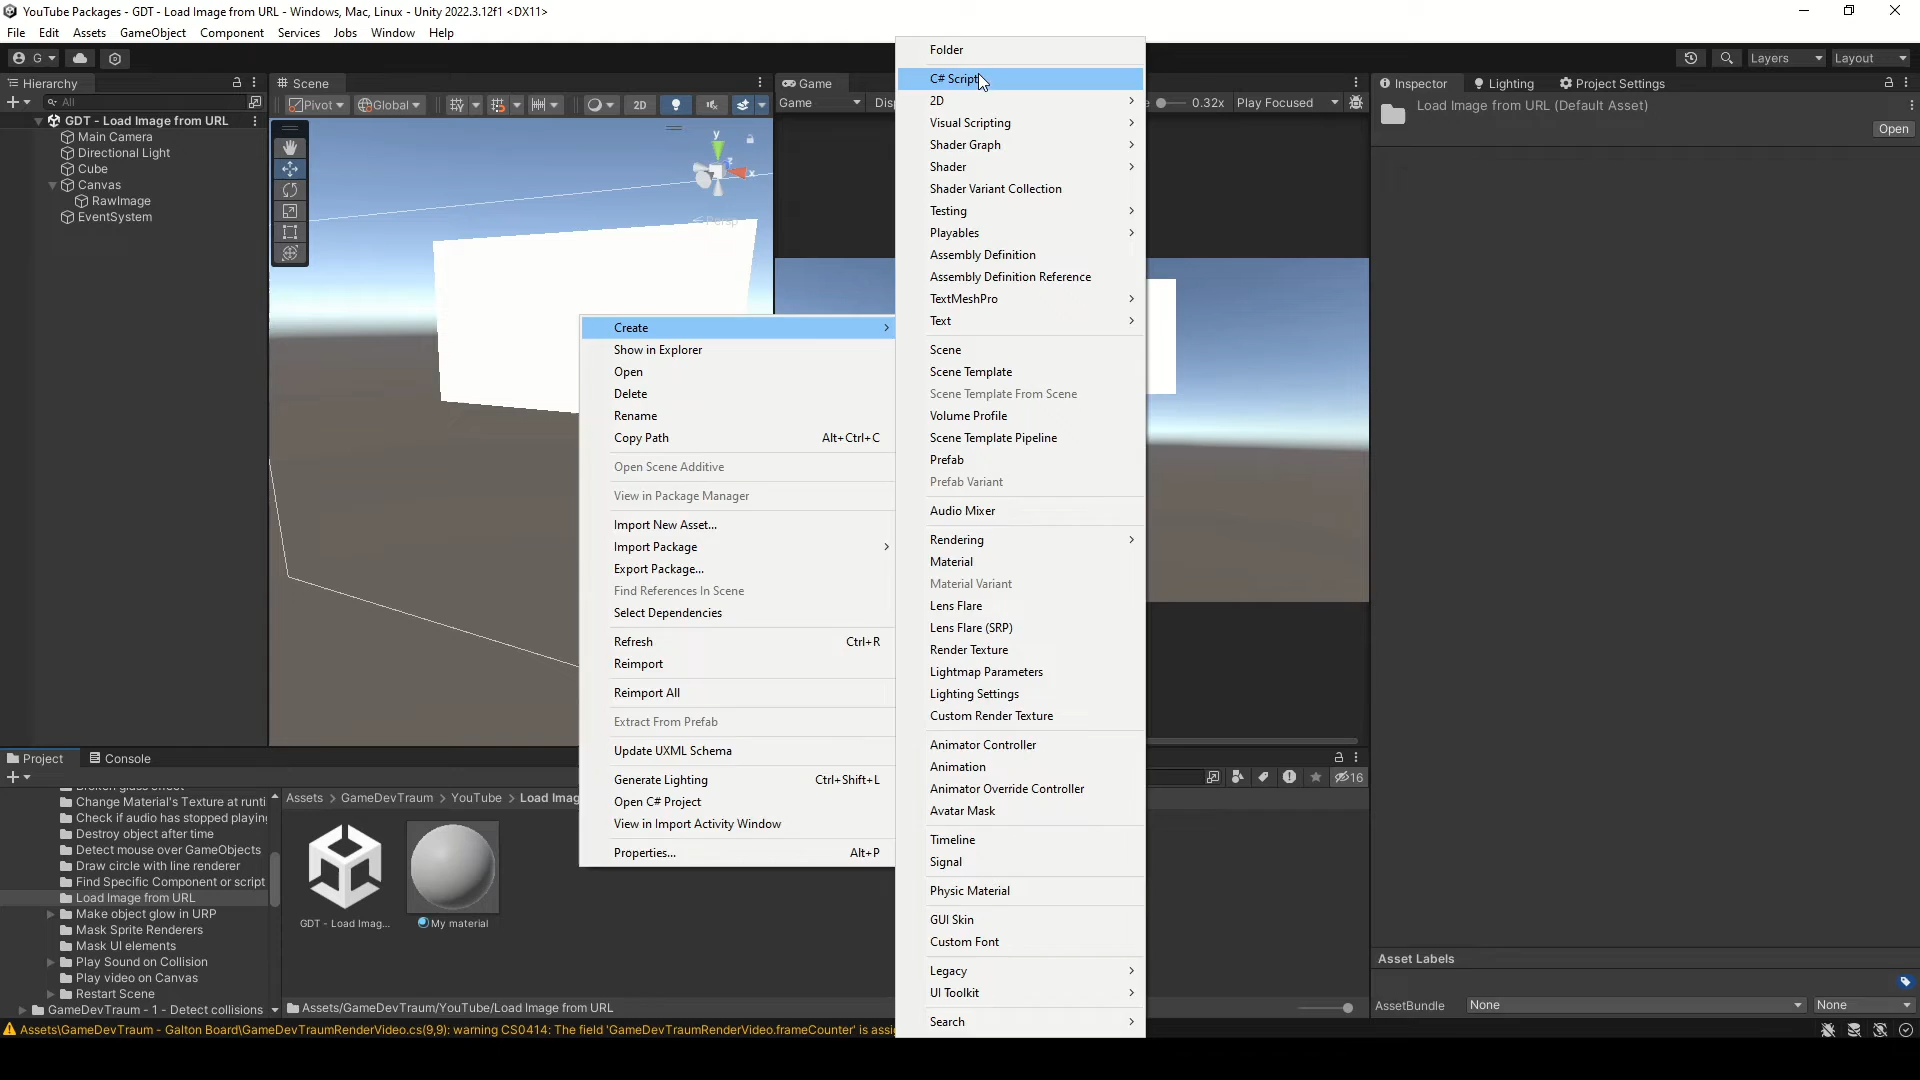 YouTube Packages - GDT - Load Image from URL - Windows, Mac, Linux - Unity 2022.3.12f1 <DX11>
File Edit Assets GameObject Component Services Jobs Window Help
G
Layers Layout
Hierarchy
All
GDT - Load Image from URL
Main Camera
Directional Light
Cube
Canvas
RawImage
EventSystem
Scene
Pivot Global 2D
y
x
Persp
Game
Game
0.32x Play Focused
Inspector Lighting Project Settings
Load Image from URL (Default Asset)
Open
Create
Show in Explorer
Open
Delete
Rename
Copy Path Alt+Ctrl+C
Open Scene Additive
View in Package Manager
Import New Asset...
Import Package
Export Package...
Find References In Scene
Select Dependencies
Refresh Ctrl+R
Reimport
Reimport All
Extract From Prefab
Update UXML Schema
Generate Lighting Ctrl+Shift+L
Open C# Project
View in Import Activity Window
Properties... Alt+P
Folder
C# Script
2D
Visual Scripting
Shader Graph
Shader
Shader Variant Collection
Testing
Playables
Assembly Definition
Assembly Definition Reference
TextMeshPro
Text
Scene
Scene Template
Scene Template From Scene
Volume Profile
Scene Template Pipeline
Prefab
Prefab Variant
Audio Mixer
Rendering
Material
Material Variant
Lens Flare
Lens Flare (SRP)
Render Texture
Lightmap Parameters
Lighting Settings
Custom Render Texture
Animator Controller
Animation
Animator Override Controller
Avatar Mask
Timeline
Signal
Physic Material
GUI Skin
Custom Font
Legacy
UI Toolkit
Search
Project Console
16
Change Material's Texture at runti
Check if audio has stopped playing
Destroy object after time
Detect mouse over GameObjects
Draw circle with line renderer
Find Specific Component or script
Load Image from URL
Make object glow in URP
Mask Sprite Renderers
Mask UI elements
Play Sound on Collision
Play video on Canvas
Restart Scene
GameDevTraum - 1 - Detect collisions
Assets > GameDevTraum > YouTube > Load Imag
GDT - Load Imag...
My material
Assets/GameDevTraum/YouTube/Load Image from URL
Asset Labels
AssetBundle None None
Assets\GameDevTraum - Galton Board\GameDevTraumRenderVideo.cs(9,9): warning CS0414: The field 'GameDevTraumRenderVideo.frameCounter' is assi